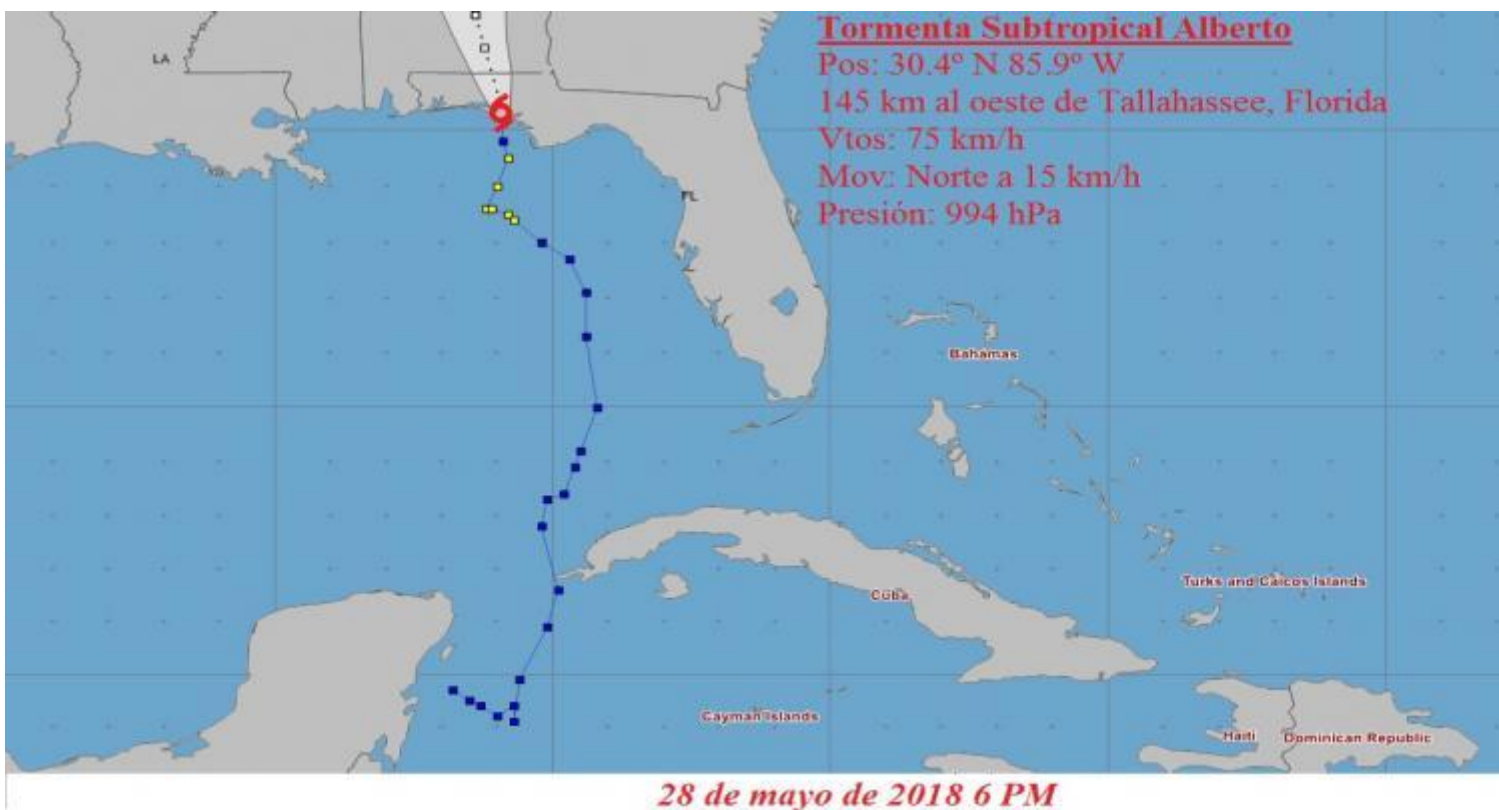 Tormenta Subtropical Alberto
Pos: 30.4º N 85.9º W
145 km al oeste de Tallahassee, Florida
Vtos: 75 km/h
Mov: Norte a 15 km/h
Presión: 994 hPa
LA
FL
Bahamas
Turks and Caicos Islands
Cuba
Cayman Islands
Haiti
Dominican Republic
28 de mayo de 2018 6 PM